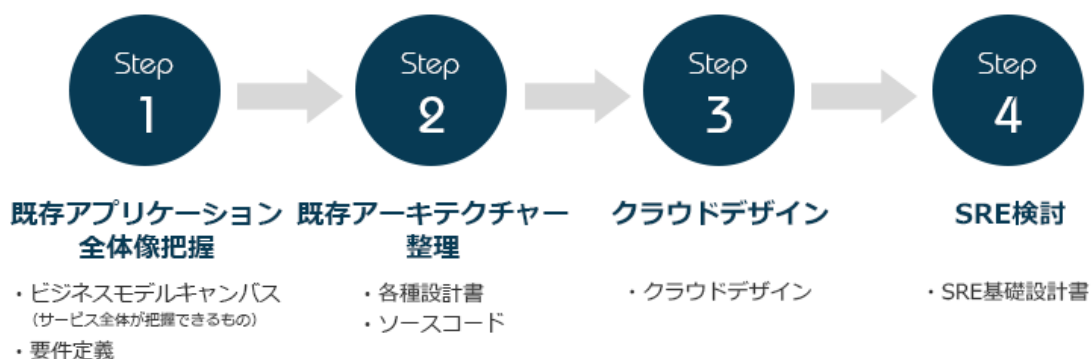 Step
1
Step
2
Step
3
Step
4
既存アプリケーション
全体像把握
・ビジネスモデルキャンバス
（サービス全体が把握できるもの）
・要件定義
既存アーキテクチャー
整理
・各種設計書
・ソースコード
クラウドデザイン
・クラウドデザイン
SRE検討
・SRE基礎設計書